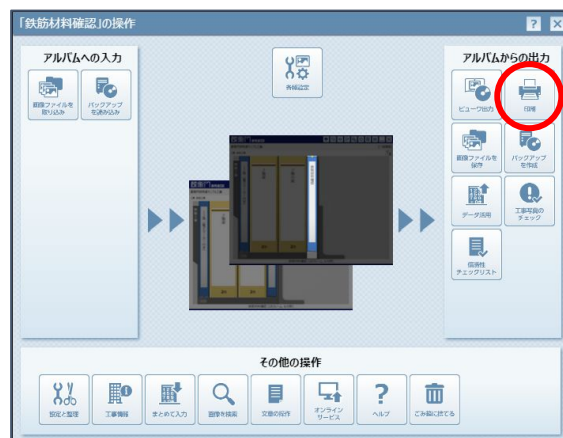 「鉄筋材料確認」の操作
?
アルバムへの入力
画像ファイルを
取り込み
バックアップ
を読み込み
各種設定
アルバムからの出力
ビューワ出力
印刷
画像ファイルを
保存
バックアップ
を作成
データ活用
工事写真の
チェック
信憑性
チェックリスト
その他の操作
設定と整理
工事情報
まとめて入力
画像を検索
文章の操作
オンライン
サービス
ヘルプ
ごみ箱に捨てる